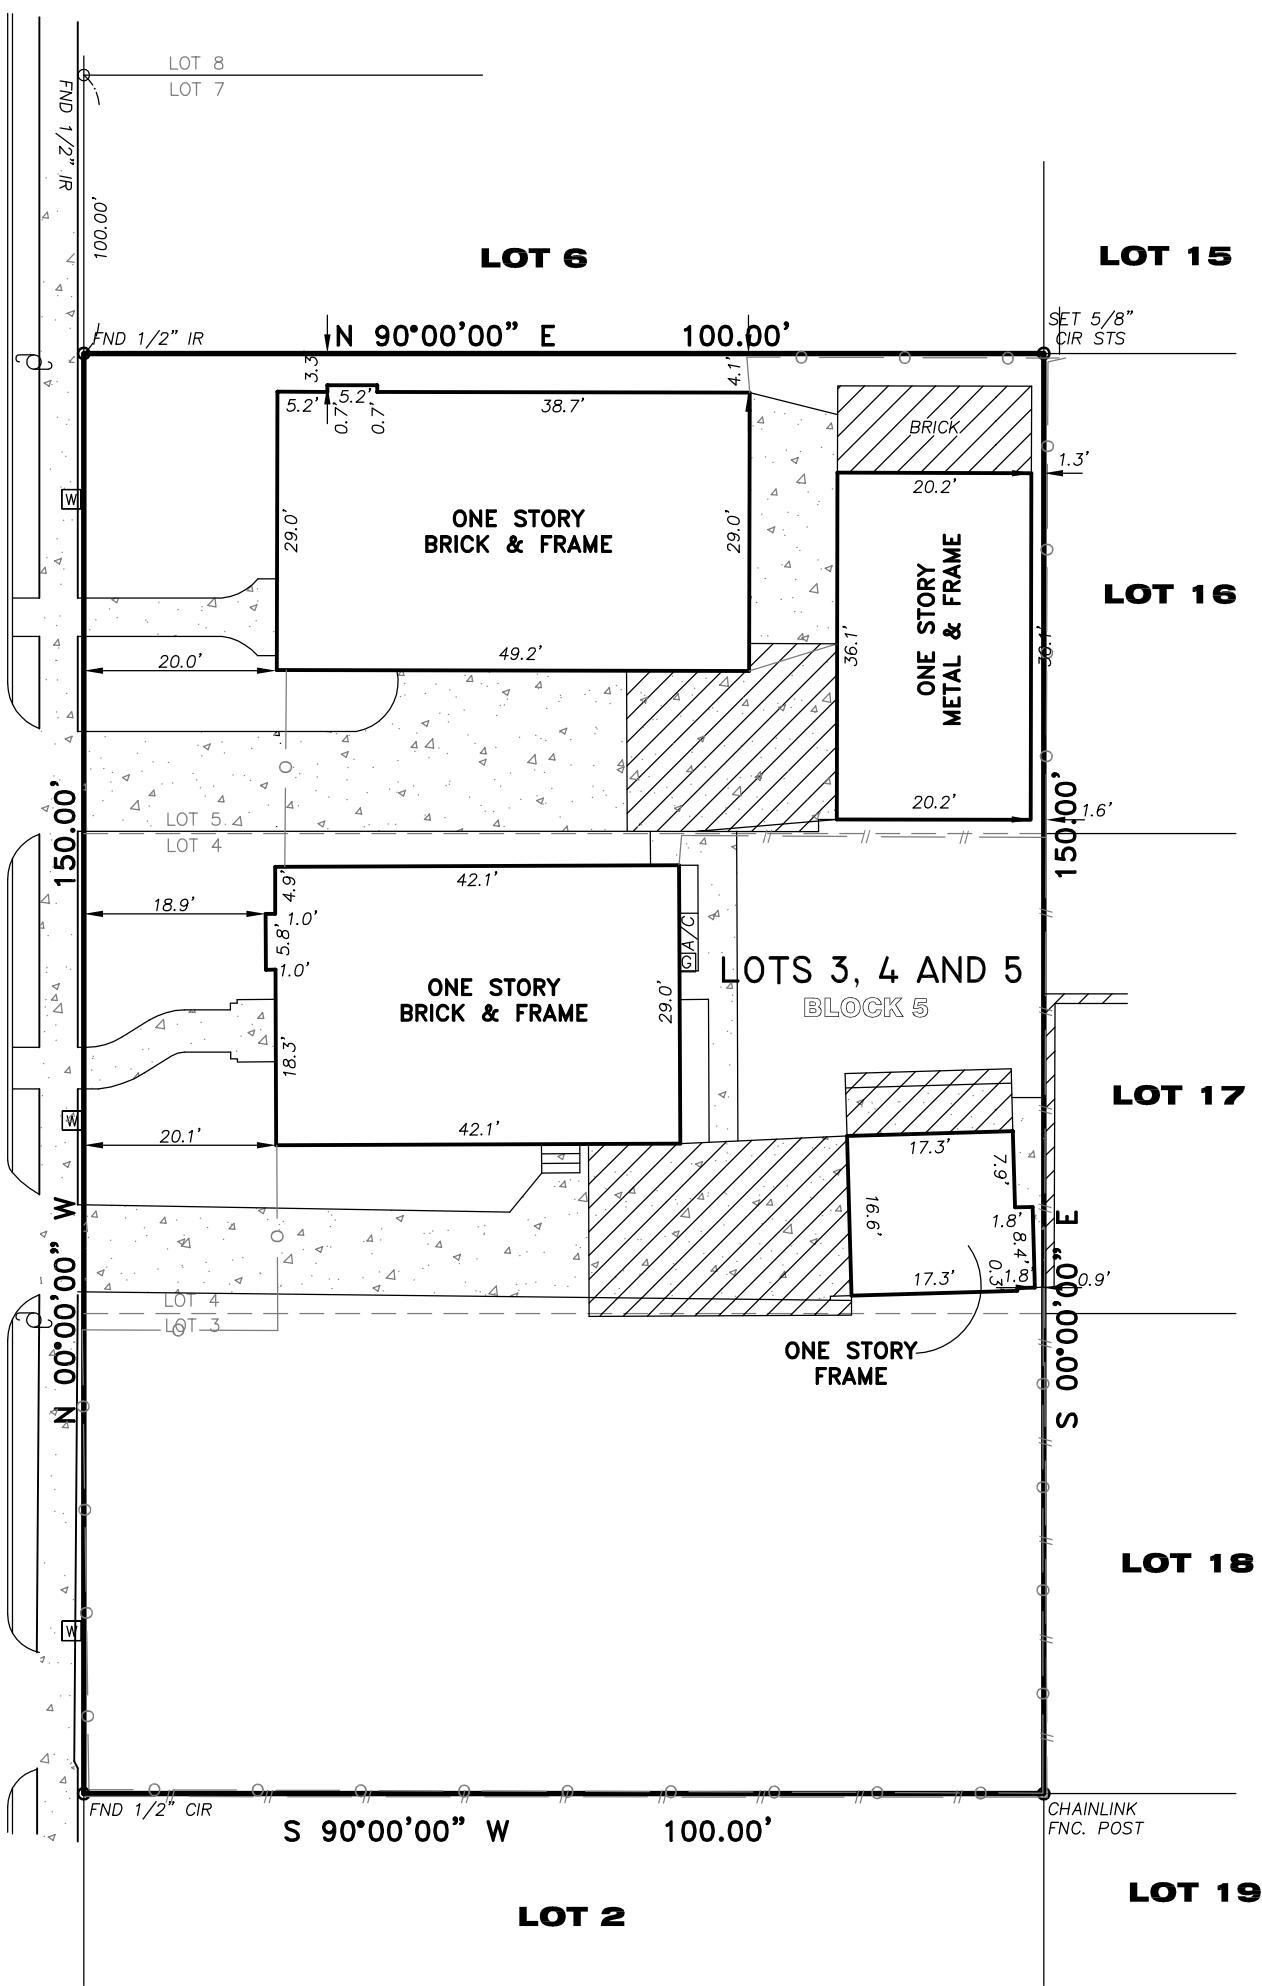 LOT 8
LOT 7
FND 1/2" IR
100.00'
LOT 6
LOT 15
FND 1/2" IR
N 90°00'00" E 100.00'
SET 5/8"
CIR STS
3.3'
4.1'
5.2'
5.2'
0.7'
0.7'
38.7'
BRICK
1.3'
20.2'
W
ONE STORY
BRICK & FRAME
29.0'
29.0'
ONE STORY
METAL & FRAME
LOT 16
36.1'
36.1'
20.0'
49.2'
20.2'
1.6'
LOT 5
LOT 4
150.00'
150.00'
42.1'
4.9'
18.9'
1.0'
5.8'
1.0'
A/C
G
LOTS 3, 4 AND 5
BLOCK 5
ONE STORY
BRICK & FRAME
29.0'
18.3'
LOT 17
W
20.1'
42.1'
17.3'
7.9'
16.6'
1.8'
8.4'
0.3'
1.8'
17.3'
0.9'
N 00°00'00" W
S 00°00'00" E
LOT 4
LOT 3
ONE STORY
FRAME
LOT 18
W
FND 1/2" CIR
S 90°00'00" W 100.00'
CHAINLINK
FNC. POST
LOT 19
LOT 2